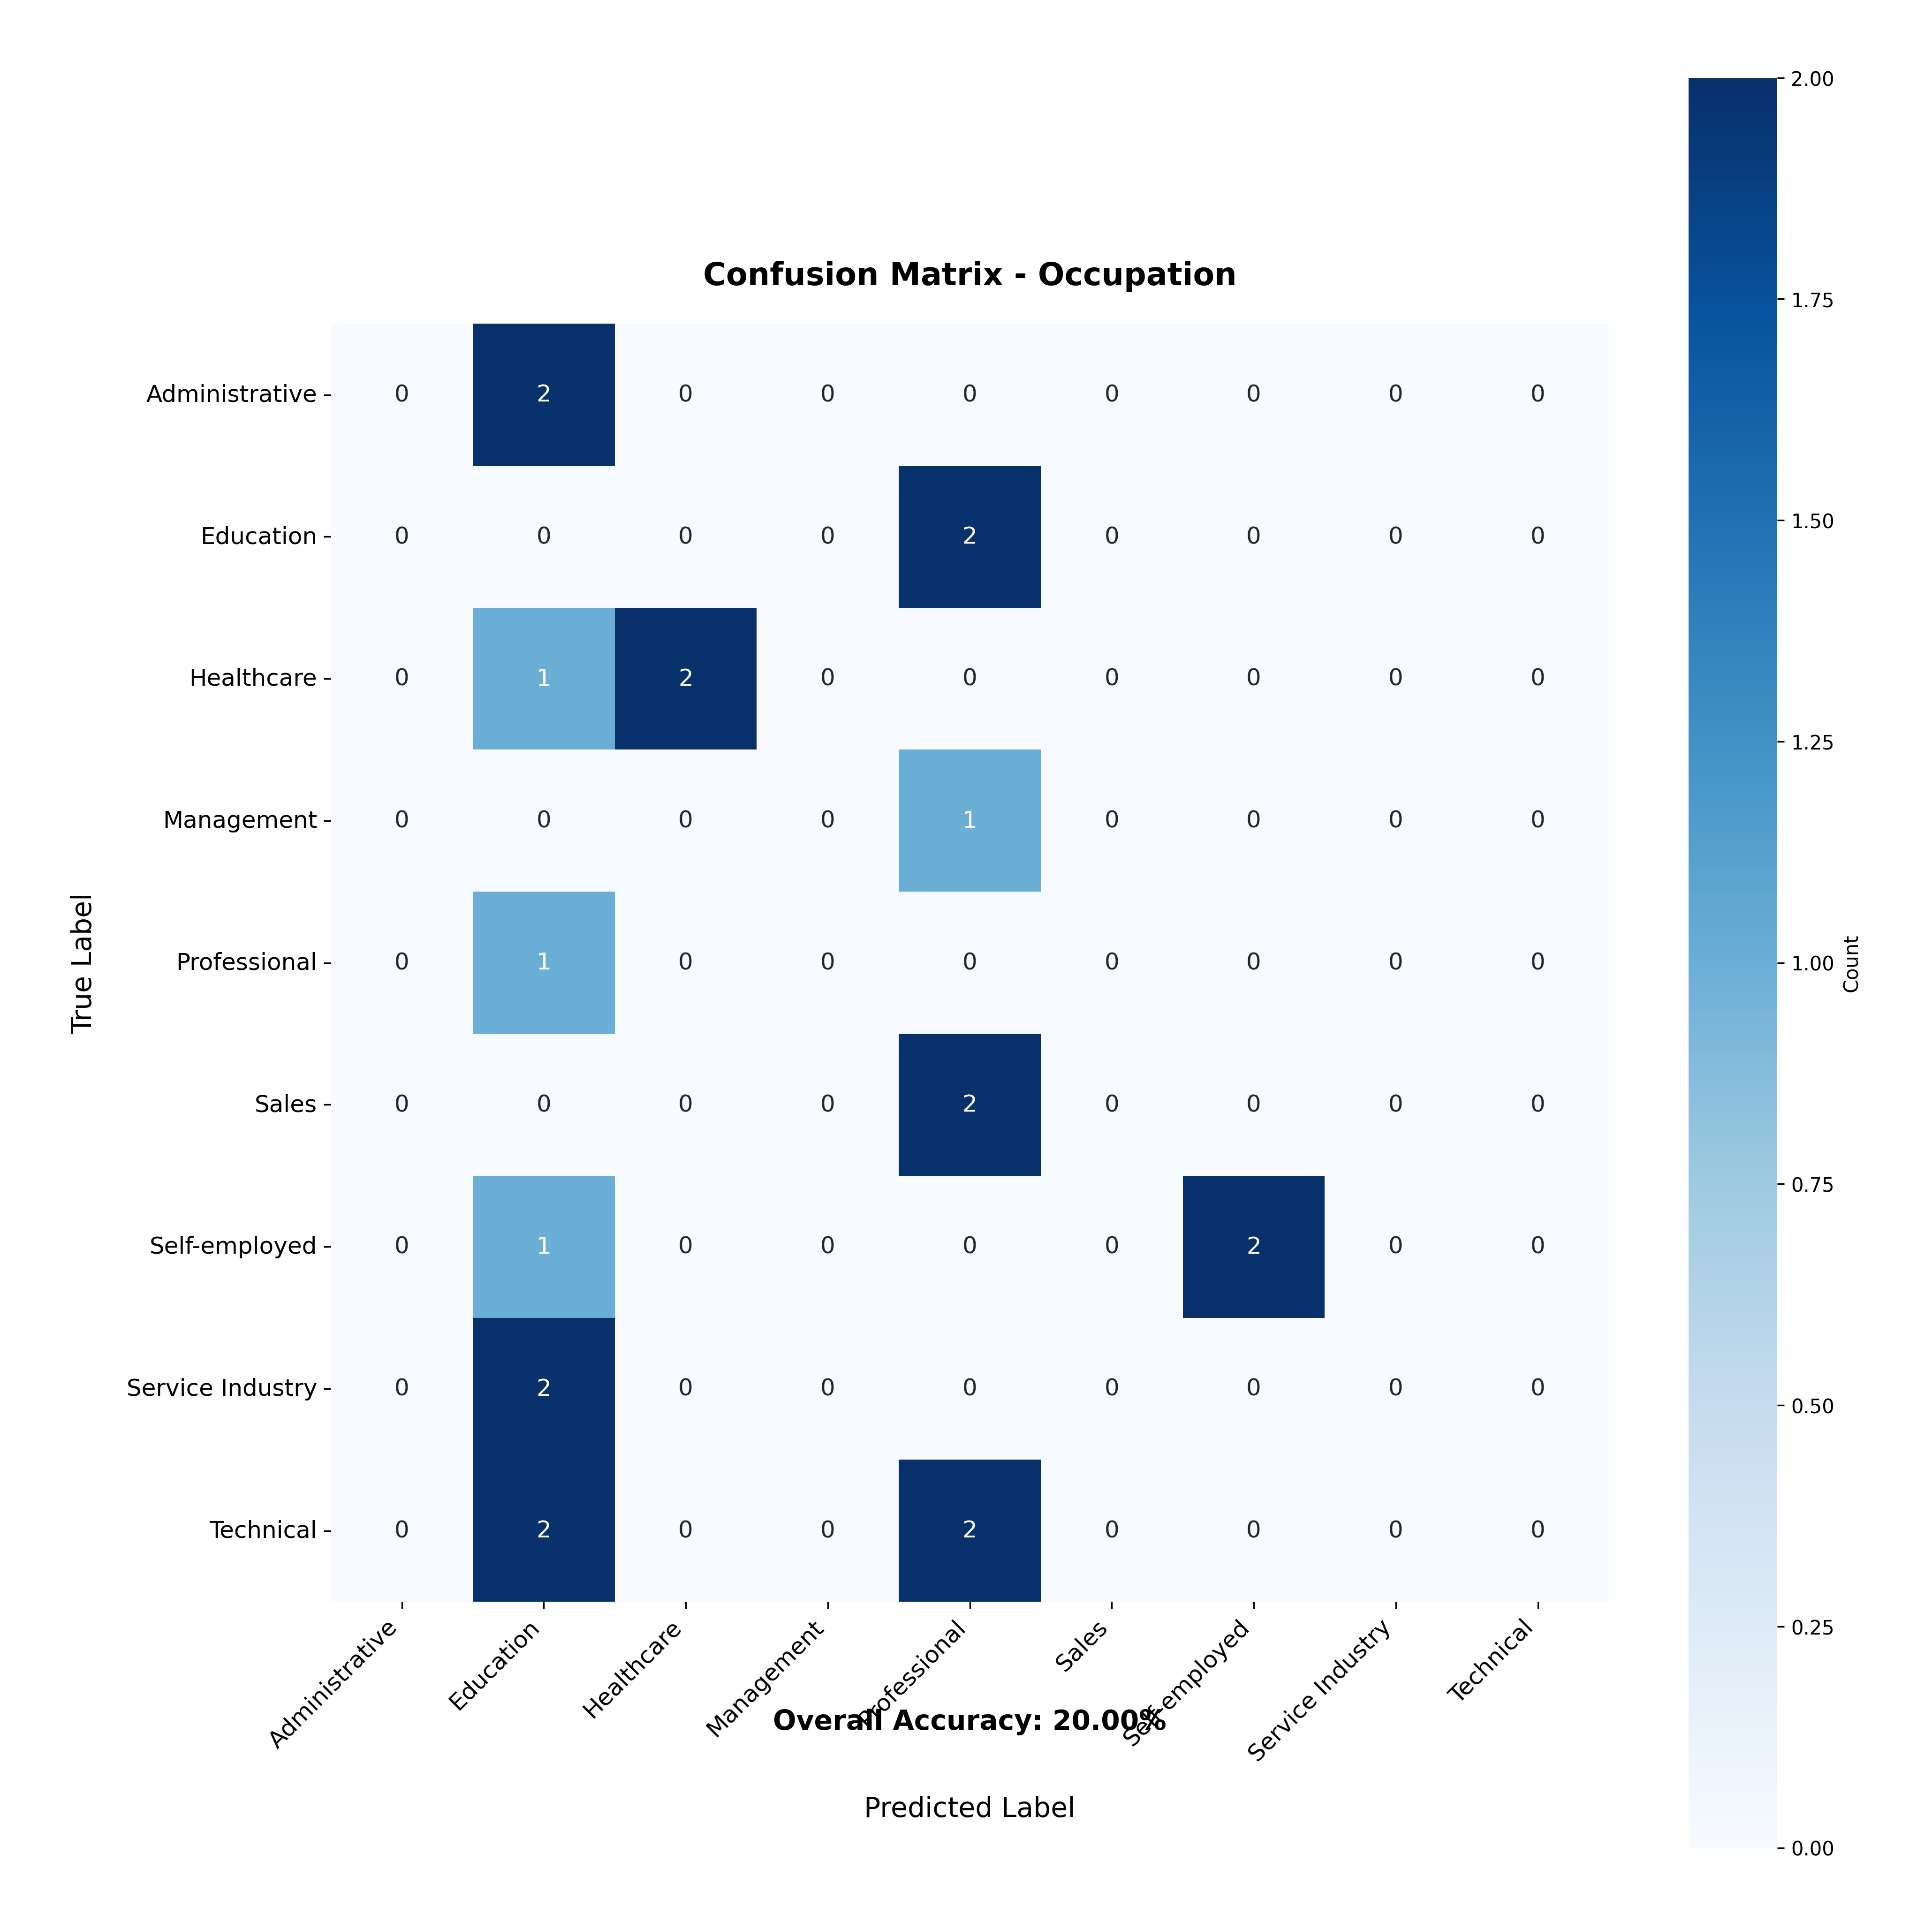 Confusion Matrix - Occupation
True Label
Administrative 0 2 0 0 0 0 0 0 0
Education 0 0 0 0 2 0 0 0 0
Healthcare 0 1 2 0 0 0 0 0 0
Management 0 0 0 0 1 0 0 0 0
Professional 0 1 0 0 0 0 0 0 0
Sales 0 0 0 0 2 0 0 0 0
Self-employed 0 1 0 0 0 0 2 0 0
Service Industry 0 2 0 0 0 0 0 0 0
Technical 0 2 0 0 2 0 0 0 0
Administrative
Education
Healthcare
Management
Professional
Sales
Self-employed
Service Industry
Technical
Overall Accuracy: 20.00%
Predicted Label
2.00
1.75
1.50
1.25
1.00
0.75
0.50
0.25
0.00
Count